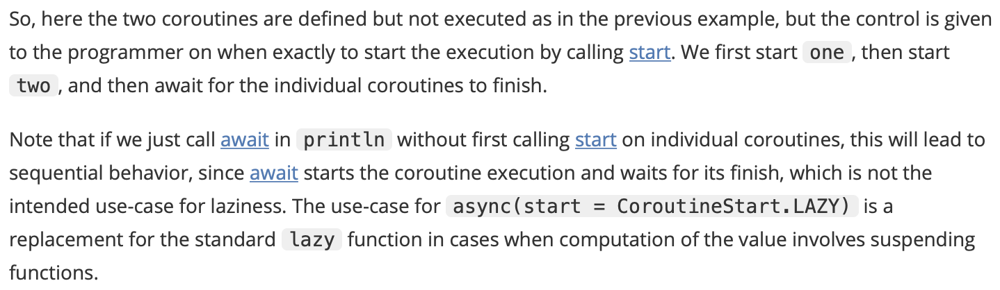 So, here the two coroutines are defined but not executed as in the previous example, but the control is given
to the programmer on when exactly to start the execution by calling start. We first start one, then start
two, and then await for the individual coroutines to finish.
Note that if we just call await in println without first calling start on individual coroutines, this will lead to
sequential behavior, since await starts the coroutine execution and waits for its finish, which is not the
intended use-case for laziness. The use-case for async(start = CoroutineStart.LAZY) is a
replacement for the standard lazy function in cases when computation of the value involves suspending
functions.